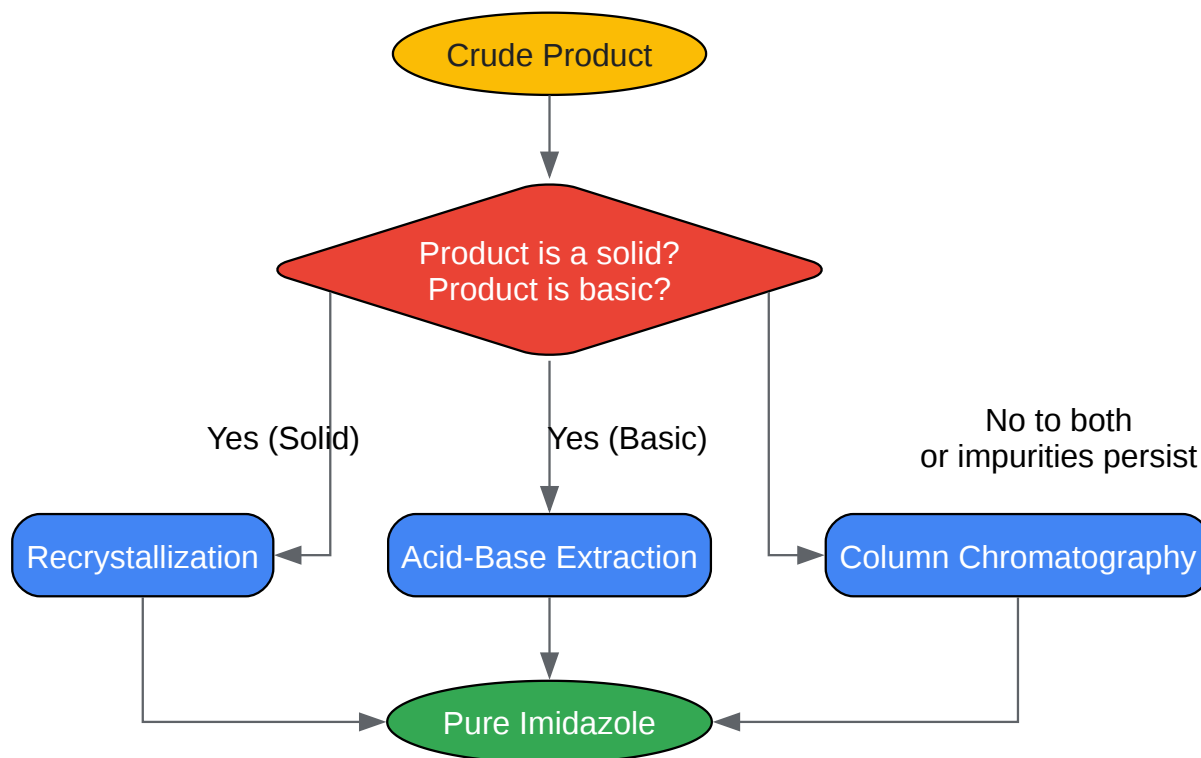 Crude Product
Product is a solid?
Product is basic?
Yes (Solid)
Yes (Basic)
No to both
or impurities persist
Recrystallization
Acid-Base Extraction
Column Chromatography
Pure Imidazole